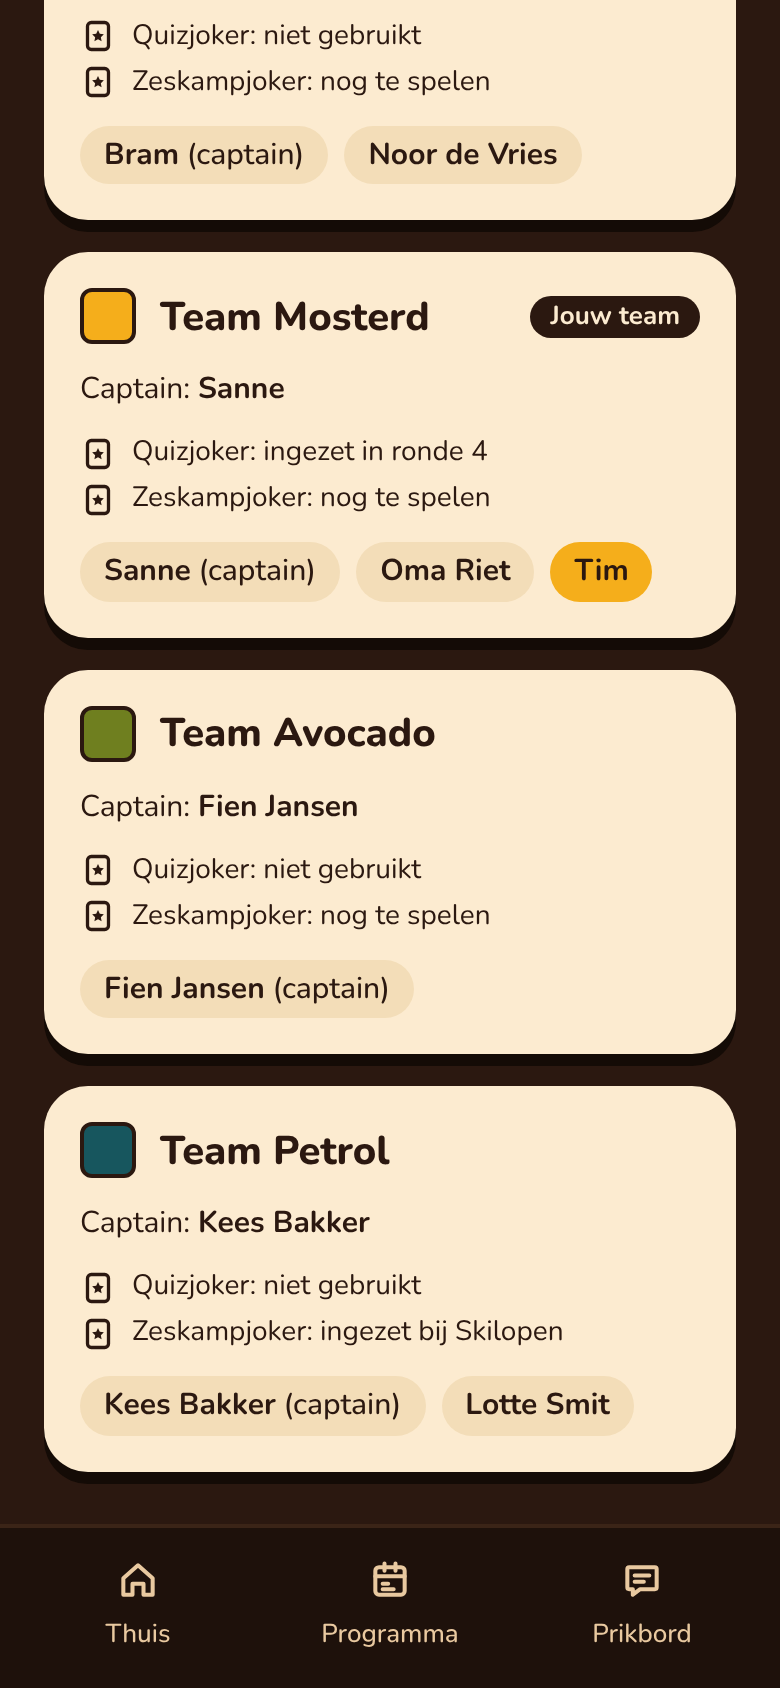 Quizjoker: niet gebruikt
Zeskampjoker: nog te spelen
Bram (captain) Noor de Vries
Team Mosterd Jouw team
Captain: Sanne
Quizjoker: ingezet in ronde 4
Zeskampjoker: nog te spelen
Sanne (captain) Oma Riet Tim
Team Avocado
Captain: Fien Jansen
Quizjoker: niet gebruikt
Zeskampjoker: nog te spelen
Fien Jansen (captain)
Team Petrol
Captain: Kees Bakker
Quizjoker: niet gebruikt
Zeskampjoker: ingezet bij Skilopen
Kees Bakker (captain) Lotte Smit
Thuis Programma Prikbord